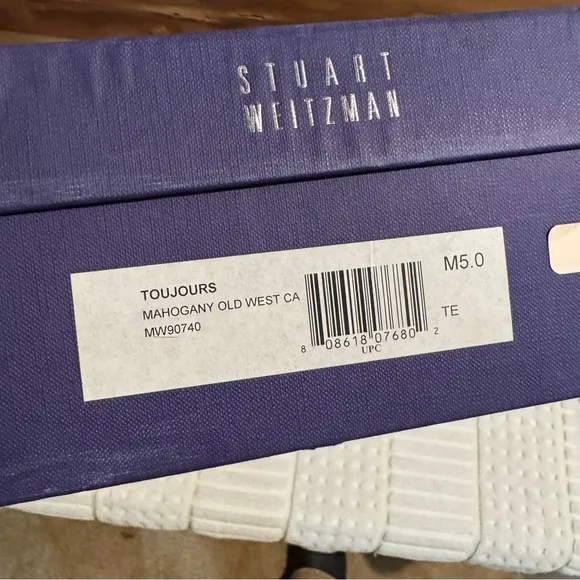 STUART
WEITZMAN
TOUJOURS
MAHOGANY OLD WEST CA
MW90740
M5.0
TE
8 08618 07680 2
UPC